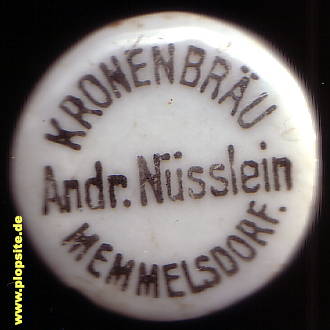 KRONENBRÄU
Andr. Nüsslein
MEMMELSDORF.
www.plopsite.de